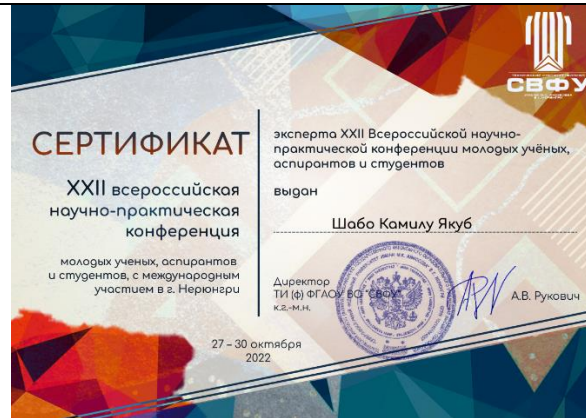 СВФУ
СЕРТИФИКАТ
XXII всероссийская
научно-практическая
конференция
молодых ученых, аспирантов
и студентов, с международным
участием в г. Нерюнгри
27 – 30 октября
2022
эксперта XXII Всероссийской научно-
практической конференции молодых учёных,
аспирантов и студентов
выдан
Шабо Камилу Якуб
Директор
ТИ (ф) ФГАОУ ВО "СВФУ"
к.г.-м.н.
А.В. Рукович